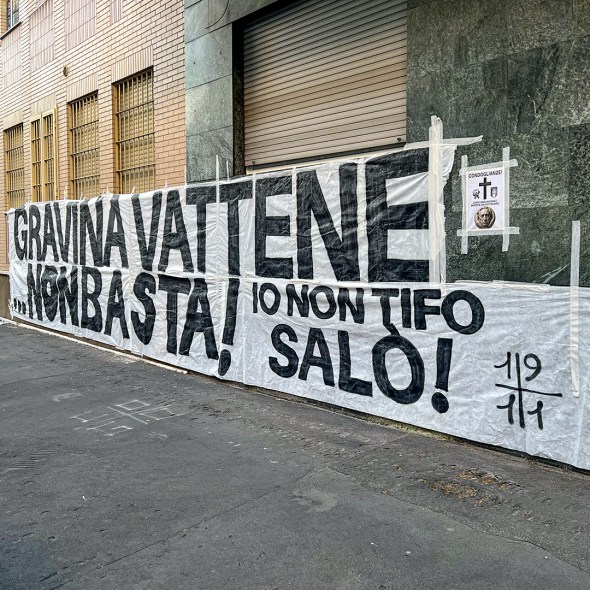 GRAVINA VATTENE
...NON BASTA! IO NON TIFO
SALÒ!
19
11
CONDOGLIANZE!